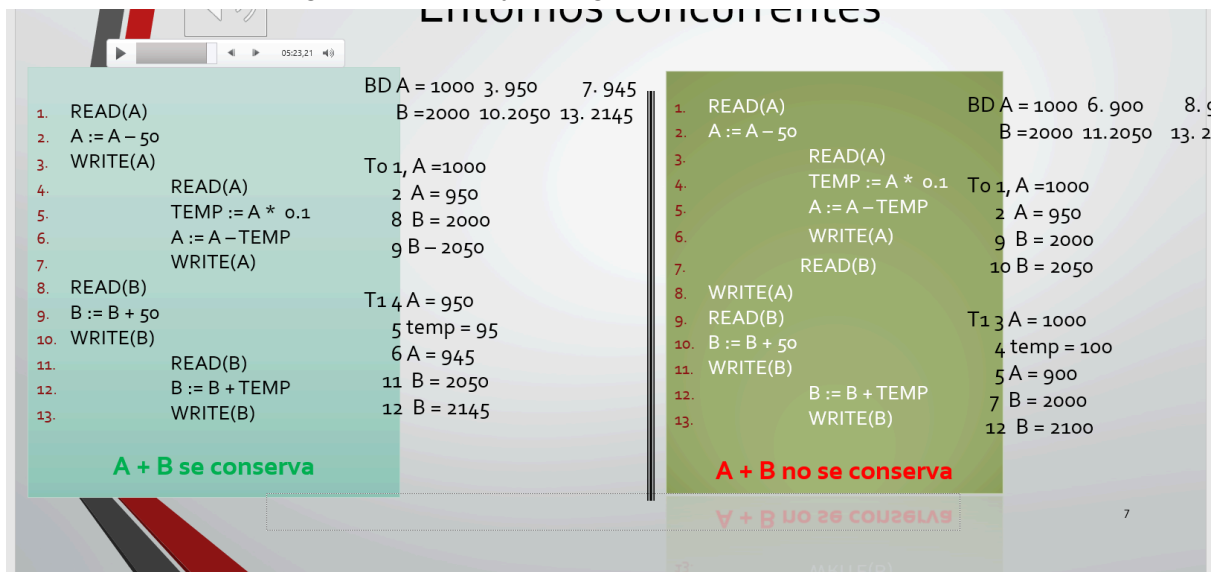 Entornos concurrentes
05:23,21
1. READ(A)
2. A := A – 50
3. WRITE(A)
4. READ(A)
5. TEMP := A * 0.1
6. A := A – TEMP
7. WRITE(A)
8. READ(B)
9. B := B + 50
10. WRITE(B)
11. READ(B)
12. B := B + TEMP
13. WRITE(B)
A + B se conserva
BD A = 1000 3. 950 7. 945
B =2000 10.2050 13. 2145
To 1, A =1000
2 A = 950
8 B = 2000
9 B – 2050
T1 4 A = 950
5 temp = 95
6 A = 945
11 B = 2050
12 B = 2145
1. READ(A)
2. A := A – 50
3. READ(A)
4. TEMP := A * 0.1
5. A := A – TEMP
6. WRITE(A)
7. READ(B)
8. WRITE(A)
9. READ(B)
10. B := B + 50
11. WRITE(B)
12. B := B + TEMP
13. WRITE(B)
A + B no se conserva
BD A = 1000 6. 900 8.
B =2000 11.2050 13.
To 1, A =1000
2 A = 950
9 B = 2000
10 B = 2050
T1 3 A = 1000
4 temp = 100
5 A = 900
7 B = 2000
12 B = 2100
A + B no se conserva
7